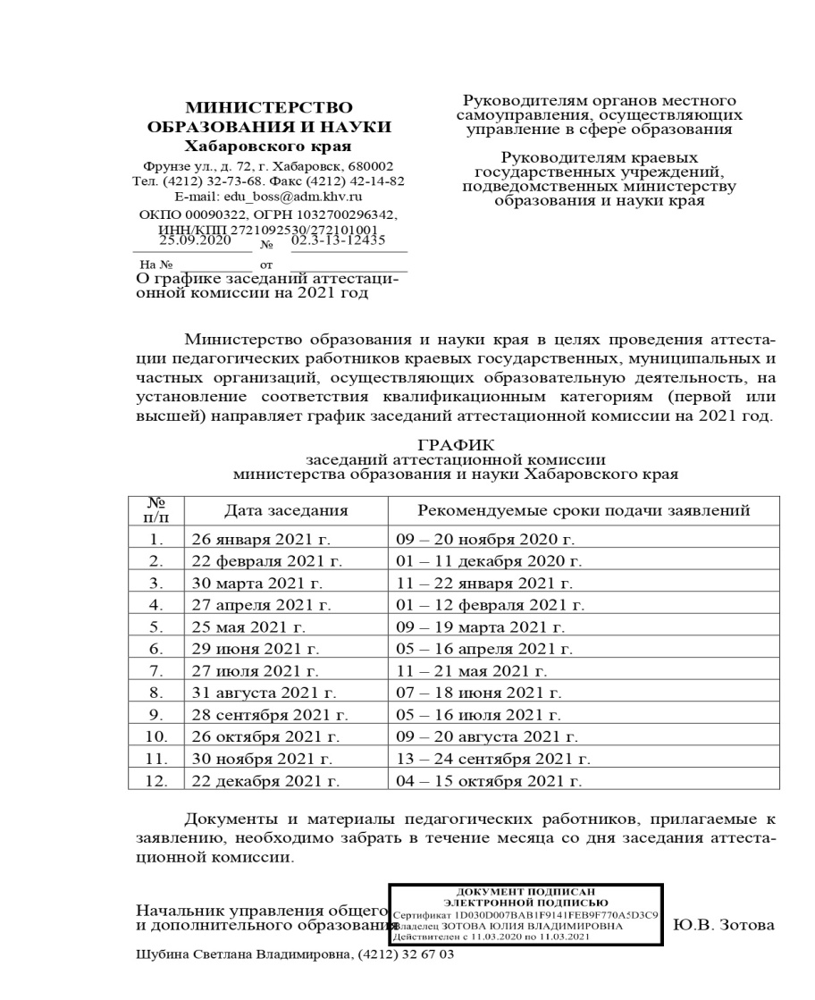 МИНИСТЕРСТВО
ОБРАЗОВАНИЯ И НАУКИ
Хабаровского края
Фрунзе ул., д. 72, г. Хабаровск, 680002
Тел. (4212) 32-73-68. Факс (4212) 42-14-82
E-mail: edu_boss@adm.khv.ru
ОКПО 00090322, ОГРН 1032700296342,
ИНН/КПП 2721092530/272101001
25.09.2020 № 02.3-13-12435
На № ____________ от ____________
О графике заседаний аттестаци-
онной комиссии на 2021 год
Руководителям органов местного
самоуправления, осуществляющих
управление в сфере образования
Руководителям краевых
государственных учреждений,
подведомственных министерству
образования и науки края
Министерство образования и науки края в целях проведения аттеста-
ции педагогических работников краевых государственных, муниципальных и
частных организаций, осуществляющих образовательную деятельность, на
установление соответствия квалификационным категориям (первой или
высшей) направляет график заседаний аттестационной комиссии на 2021 год.
ГРАФИК
заседаний аттестационной комиссии
министерства образования и науки Хабаровского края
№
п/п Дата заседания Рекомендуемые сроки подачи заявлений
1. 26 января 2021 г. 09 – 20 ноября 2020 г.
2. 22 февраля 2021 г. 01 – 11 декабря 2020 г.
3. 30 марта 2021 г. 11 – 22 января 2021 г.
4. 27 апреля 2021 г. 01 – 12 февраля 2021 г.
5. 25 мая 2021 г. 09 – 19 марта 2021 г.
6. 29 июня 2021 г. 05 – 16 апреля 2021 г.
7. 27 июля 2021 г. 11 – 21 мая 2021 г.
8. 31 августа 2021 г. 07 – 18 июня 2021 г.
9. 28 сентября 2021 г. 05 – 16 июля 2021 г.
10. 26 октября 2021 г. 09 – 20 августа 2021 г.
11. 30 ноября 2021 г. 13 – 24 сентября 2021 г.
12. 22 декабря 2021 г. 04 – 15 октября 2021 г.
Документы и материалы педагогических работников, прилагаемые к
заявлению, необходимо забрать в течение месяца со дня заседания аттеста-
ционной комиссии.
Начальник управления общего
и дополнительного образования
ДОКУМЕНТ ПОДПИСАН
ЭЛЕКТРОННОЙ ПОДПИСЬЮ
Сертификат 1D030D007BAB1F9141FEB9F770A5D3C9
Владелец ЗОТОВА ЮЛИЯ ВЛАДИМИРОВНА
Действителен с 11.03.2020 по 11.03.2021
Ю.В. Зотова
Шубина Светлана Владимировна, (4212) 32 67 03